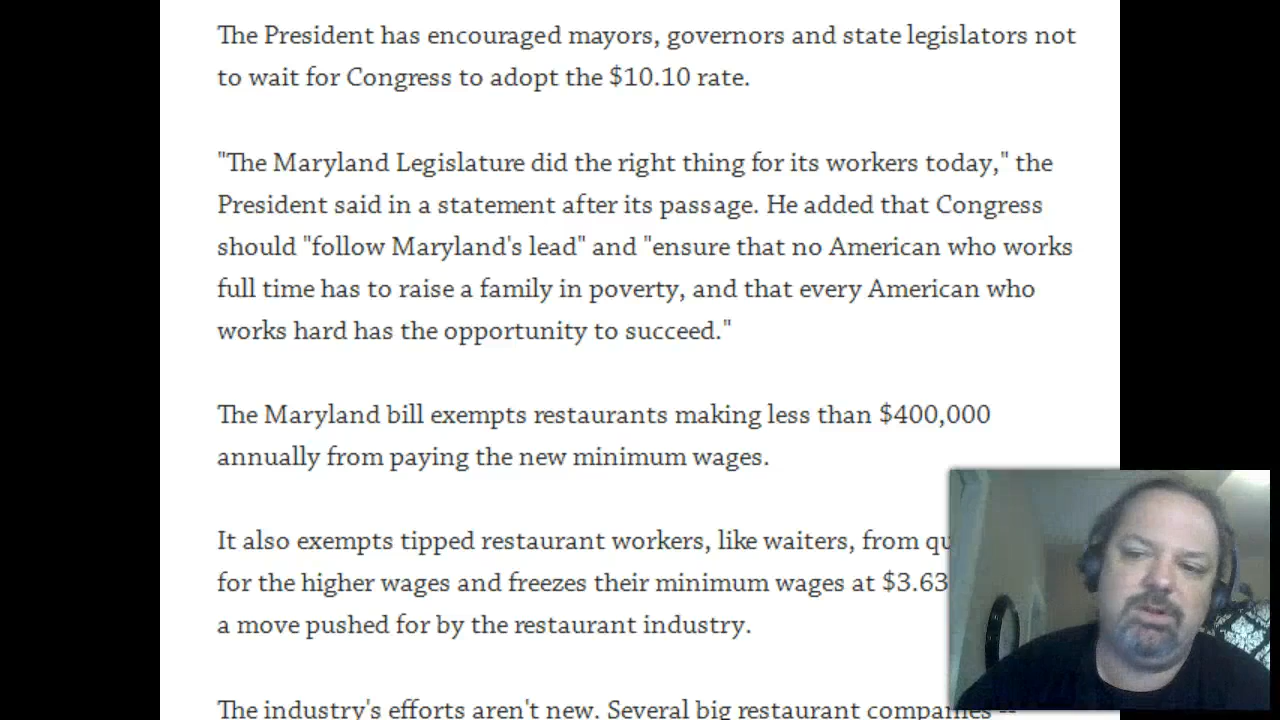 The President has encouraged mayors, governors and state legislators not
to wait for Congress to adopt the $10.10 rate.
"The Maryland Legislature did the right thing for its workers today," the
President said in a statement after its passage. He added that Congress
should "follow Maryland's lead" and "ensure that no American who works
full time has to raise a family in poverty, and that every American who
works hard has the opportunity to succeed."
The Maryland bill exempts restaurants making less than $400,000
annually from paying the new minimum wages.
It also exempts tipped restaurant workers, like waiters, from qu
for the higher wages and freezes their minimum wages at $3.63
a move pushed for by the restaurant industry.
The industry's efforts aren't new. Several big restaurant companies --